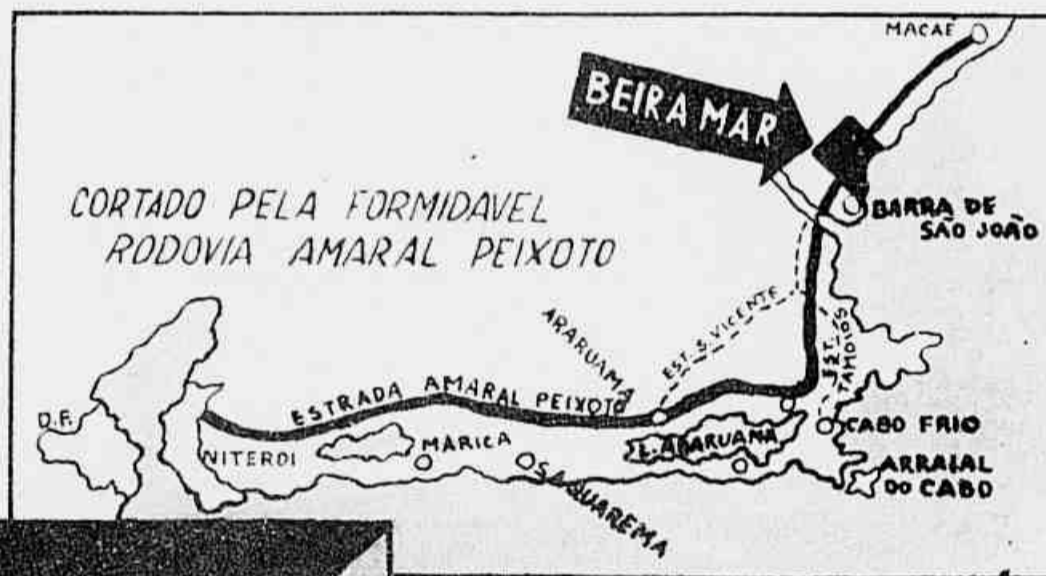 MACAÉ
BEIRA MAR
CORTADO PELA FORMIDAVEL
RODOVIA AMARAL PEIXOTO
BARRA DE
SÃO JOÃO
ARARUAMA
EST. S. VICENTE
EST.
TAMOIOS
ESTRADA AMARAL PEIXOTO
D.F.
NITEROI
MARICA
SAQUAREMA
L. ARARUAMA
CABO FRIO
ARRAIAL
DO CABO